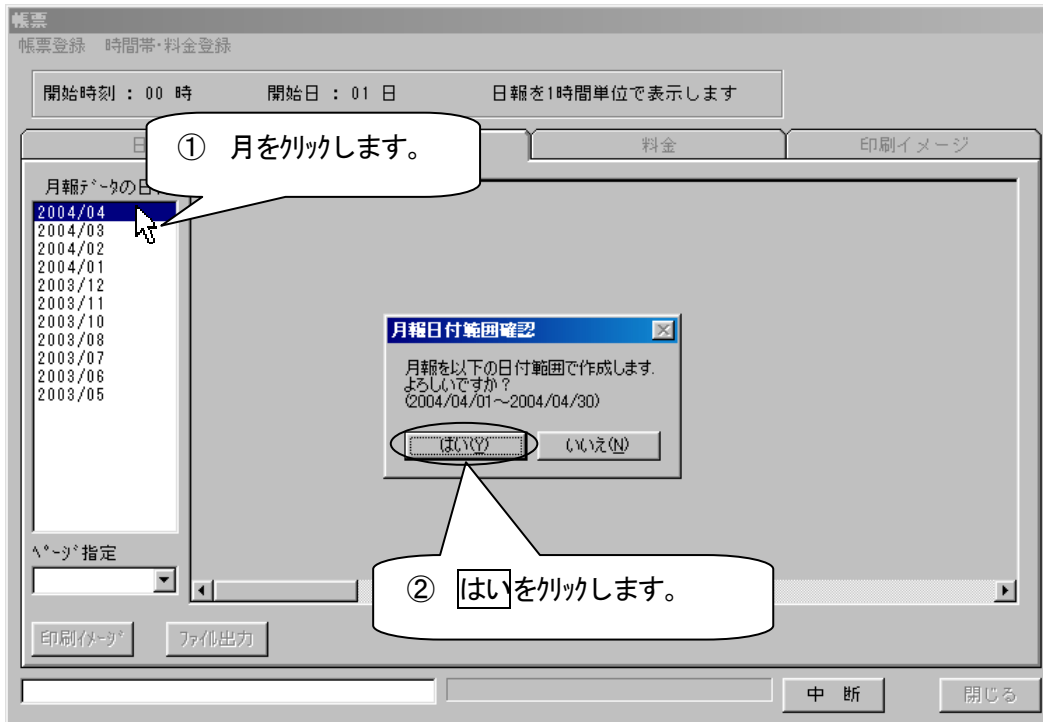 帳票
帳票登録 時間帯・料金登録
開始時刻 : 00 時 開始日 : 01 日 日報を1時間単位で表示します
日
料金
印刷イメージ
① 月をｸﾘｯｸします。
月報ﾃﾞｰﾀの日
2004/04
2004/03
2004/02
2004/01
2003/12
2003/11
2003/10
2003/08
2003/07
2003/06
2003/05
月報日付範囲確認
月報を以下の日付範囲で作成します.
よろしいですか？
(2004/04/01～2004/04/30)
はい(Y) いいえ(N)
ﾍﾟｰｼﾞ指定
② はいをｸﾘｯｸします。
印刷ｲﾒｰｼﾞ ﾌｧｲﾙ出力
中 断 閉じる